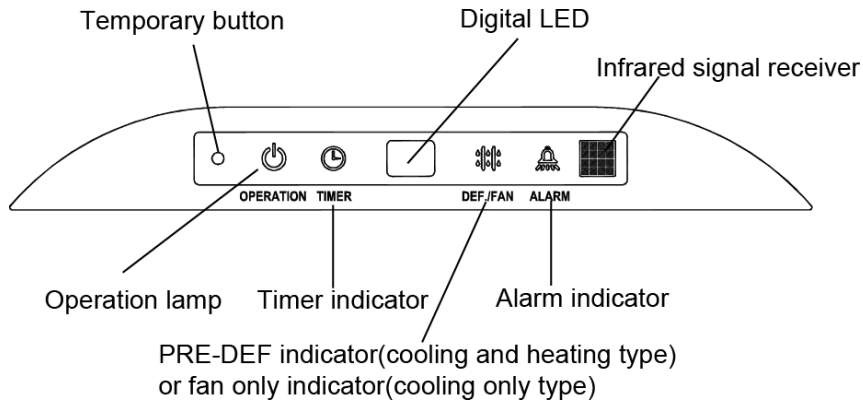 Temporary button
Digital LED
Infrared signal receiver
OPERATION TIMER DEF./FAN ALARM
Operation lamp
Timer indicator
Alarm indicator
PRE-DEF indicator(cooling and heating type)
or fan only indicator(cooling only type)